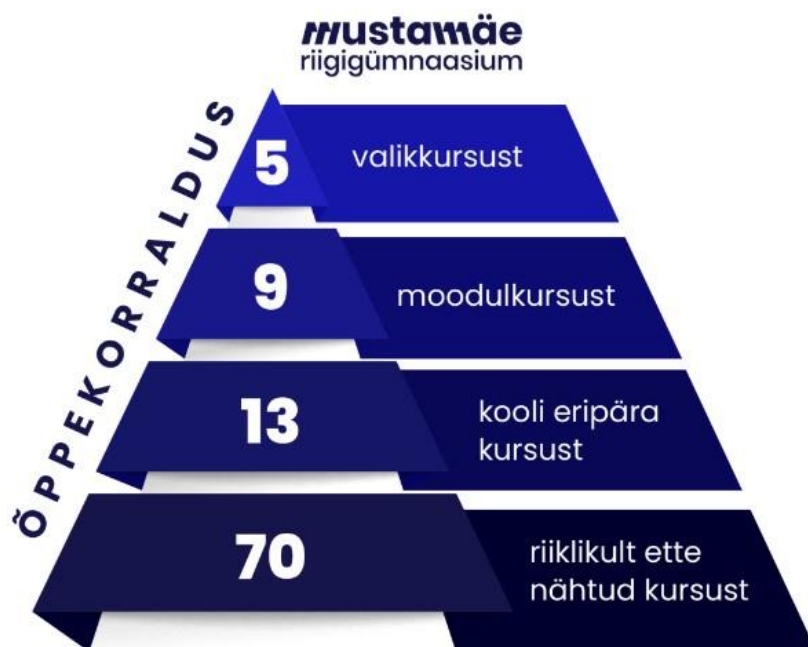 mustamäe
riigigümnaasium
ÕPPEKORRALDUS
5
valikkursust
9
moodulkursust
13
kooli eripära
kursust
70
riiklikult ette
nähtud kursust